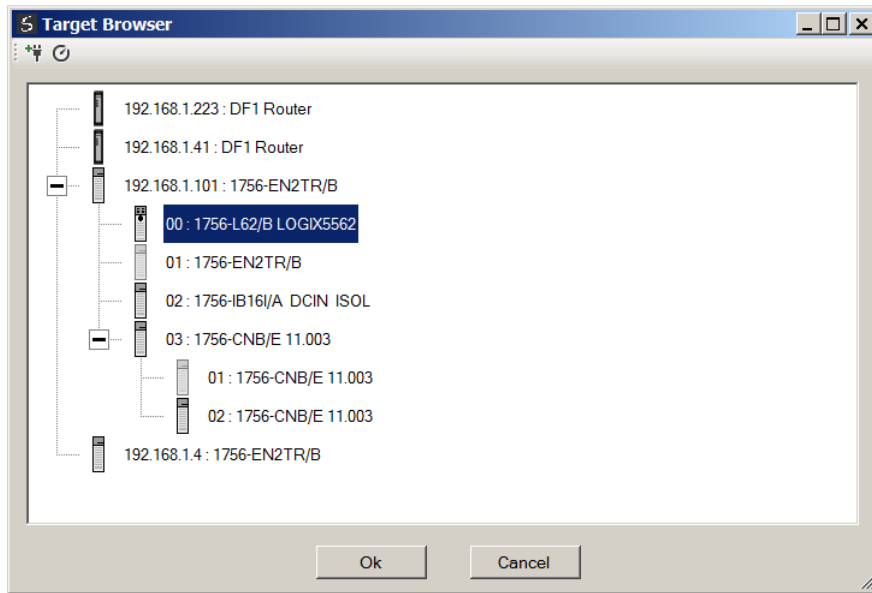 Target Browser
192.168.1.223 : DF1 Router
192.168.1.41 : DF1 Router
192.168.1.101 : 1756-EN2TR/B
00 : 1756-L62/B LOGIX5562
01 : 1756-EN2TR/B
02 : 1756-IB16I/A DCIN ISOL
03 : 1756-CNB/E 11.003
01 : 1756-CNB/E 11.003
02 : 1756-CNB/E 11.003
192.168.1.4 : 1756-EN2TR/B
Ok Cancel